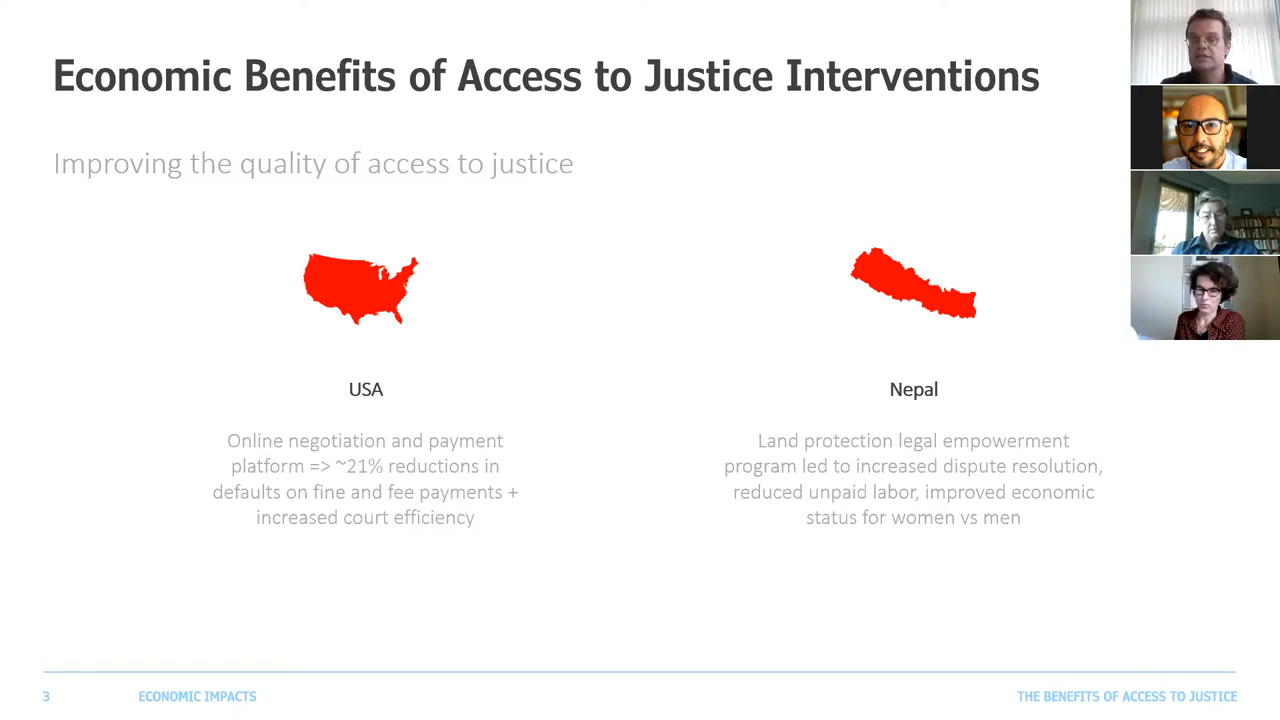 Economic Benefits of Access to Justice Interventions
Improving the quality of access to justice
USA
Online negotiation and payment
platform => ~21% reductions in
defaults on fine and fee payments +
increased court efficiency
Nepal
Land protection legal empowerment
program led to increased dispute resolution,
reduced unpaid labor, improved economic
status for women vs men
3
ECONOMIC IMPACTS
THE BENEFITS OF ACCESS TO JUSTICE